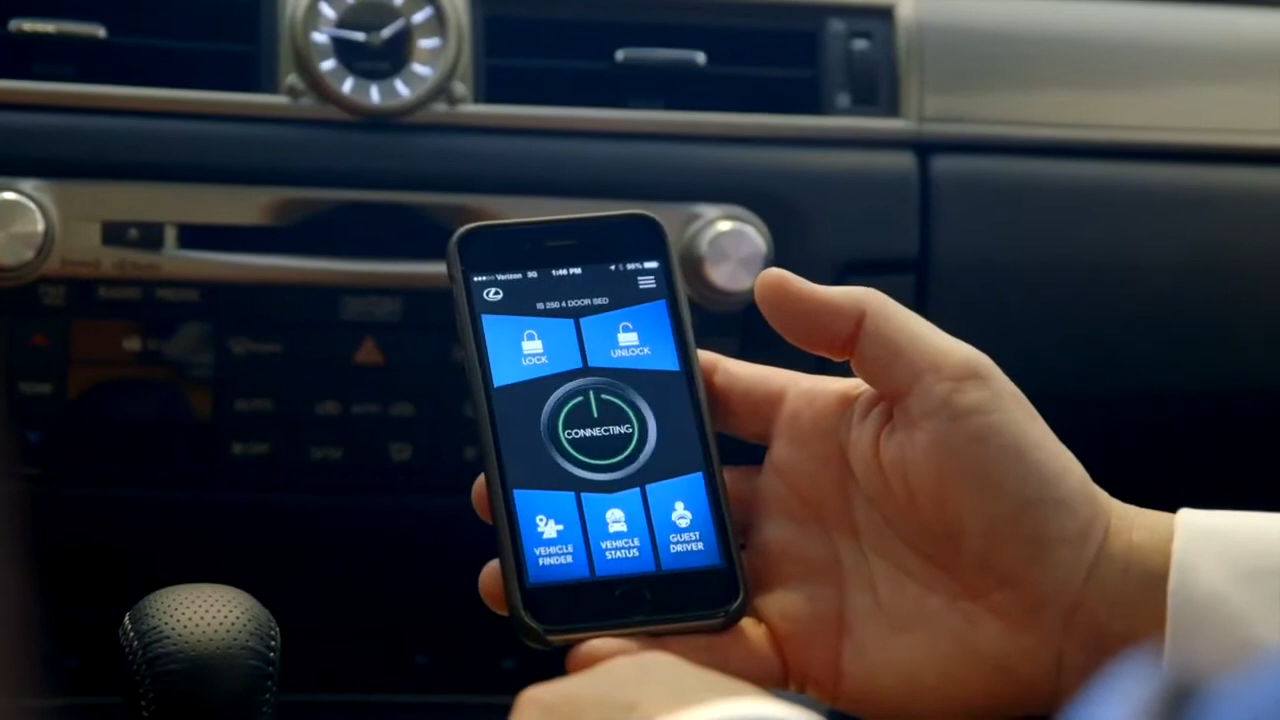 Verizon 3G 1:46 PM 95%
IS 250 4 DOOR SED
LOCK
UNLOCK
CONNECTING
VEHICLE
FINDER
VEHICLE
STATUS
GUEST
DRIVER